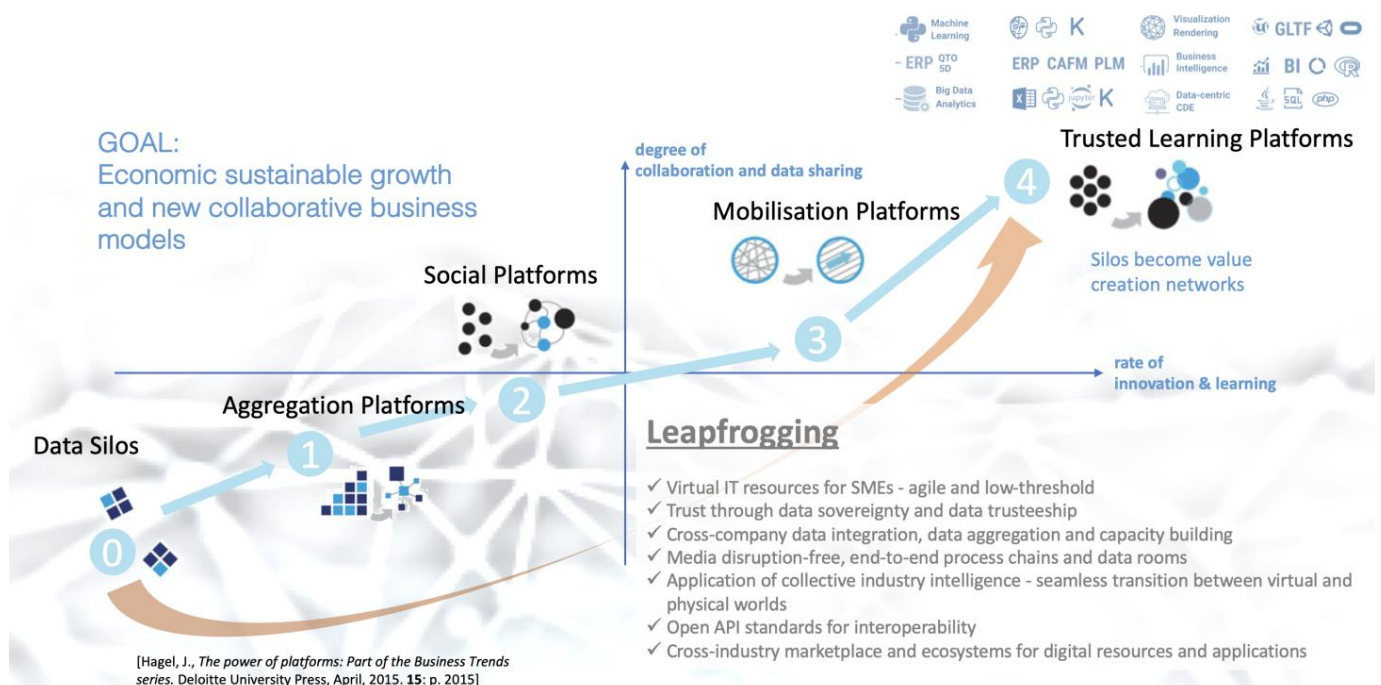 Machine
Learning
K
Visualization
Rendering
GLTF
ERP QTO
5D
ERP CAFM PLM
Business
Intelligence
BI
R
Big Data
Analytics
X
jupyter
K
Data-centric
CDE
SQL
php
GOAL:
Economic sustainable growth
and new collaborative business
models
degree of
collaboration and data sharing
Trusted Learning Platforms
4
Mobilisation Platforms
Silos become value
creation networks
Social Platforms
3
rate of
innovation & learning
2
Aggregation Platforms
Data Silos
1
0
Leapfrogging
✓ Virtual IT resources for SMEs - agile and low-threshold
✓ Trust through data sovereignty and data trusteeship
✓ Cross-company data integration, data aggregation and capacity building
✓ Media disruption-free, end-to-end process chains and data rooms
✓ Application of collective industry intelligence - seamless transition between virtual and
physical worlds
✓ Open API standards for interoperability
✓ Cross-industry marketplace and ecosystems for digital resources and applications
[Hagel, J., The power of platforms: Part of the Business Trends
series. Deloitte University Press, April, 2015. 15: p. 2015]